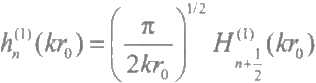 h_n^{(1)}(kr_0) = \left( \frac{\pi}{2kr_0} \right)^{1/2} H_{n+\frac{1}{2}}^{(1)}(kr_0)